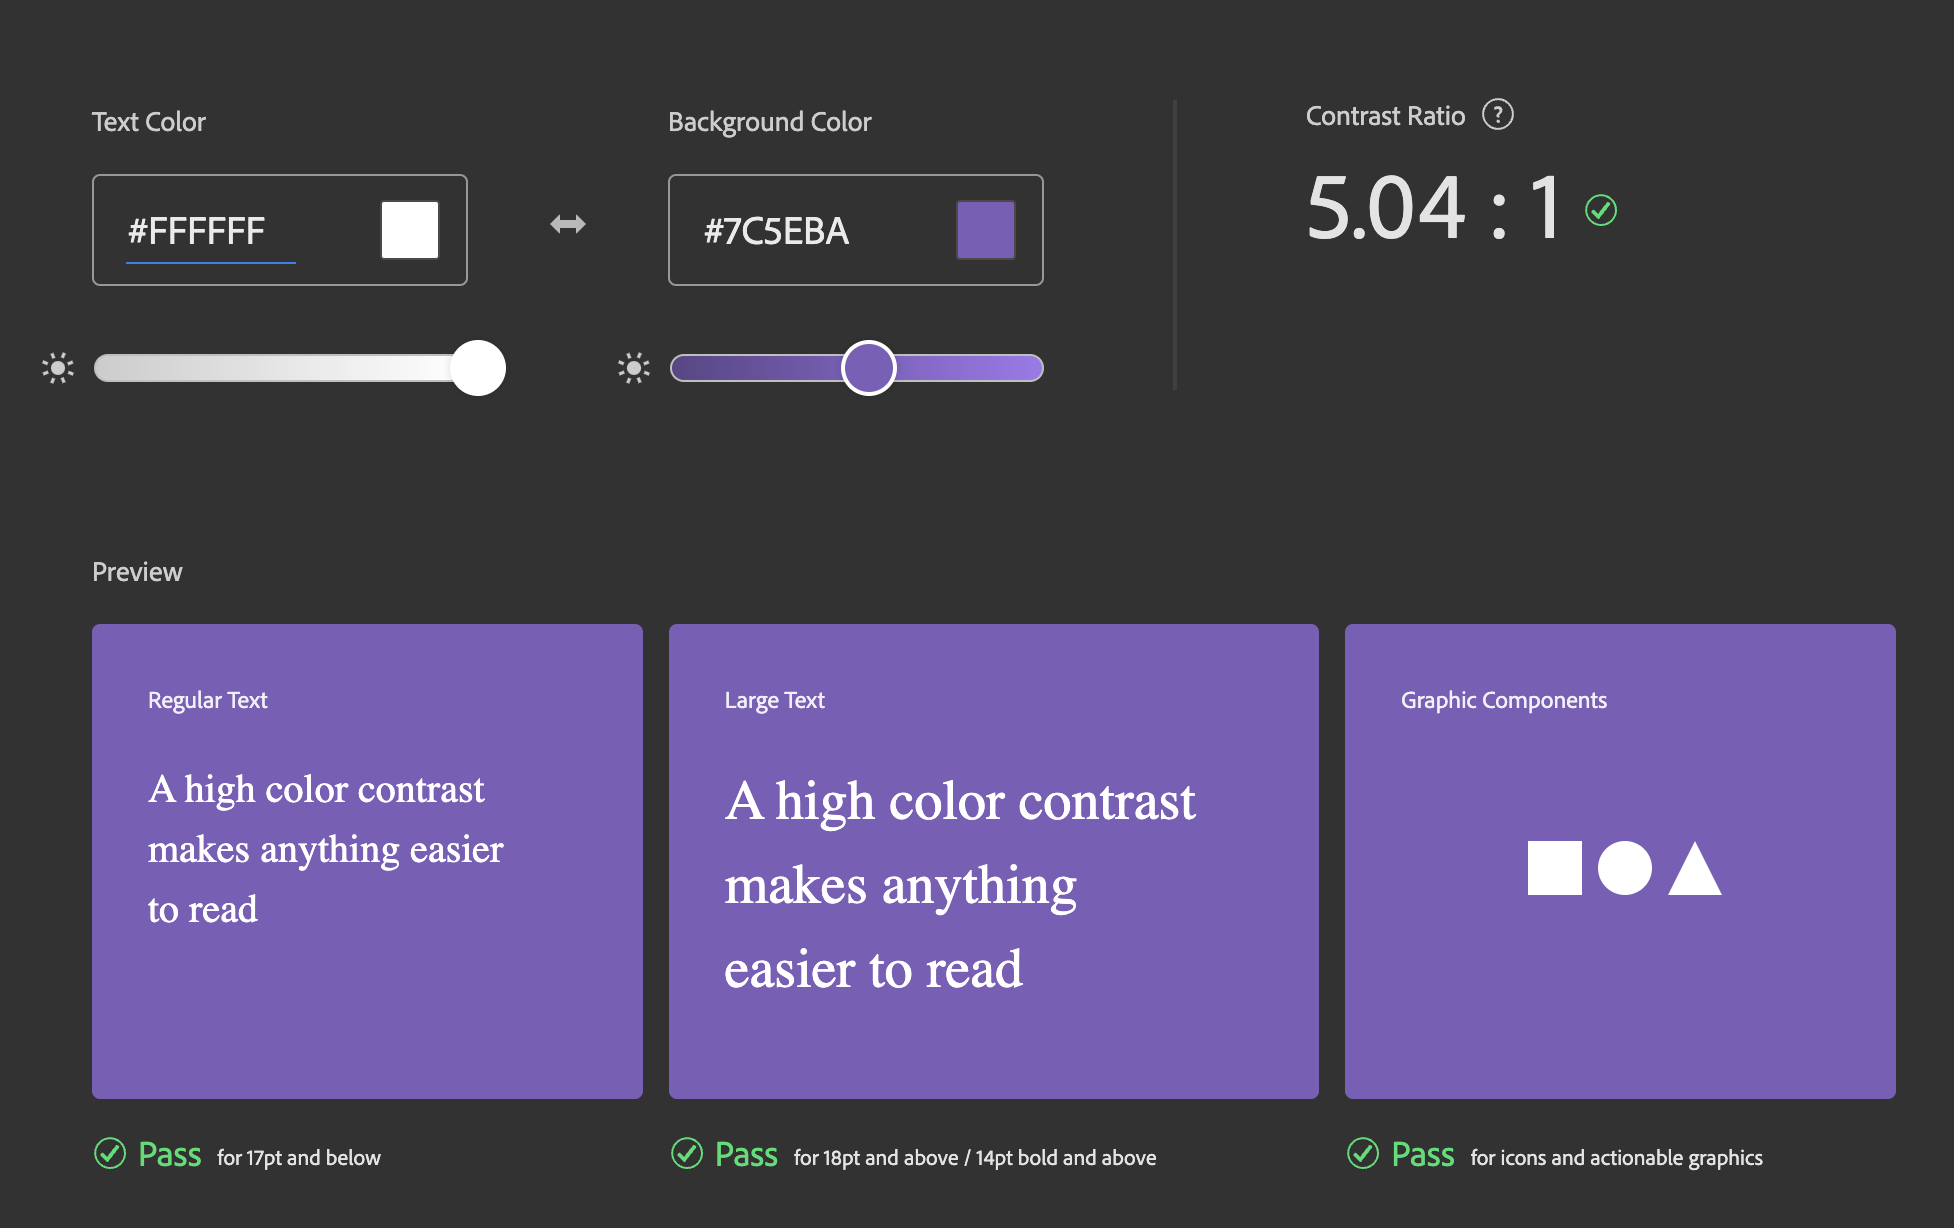 Text Color
Background Color
Contrast Ratio ?
#FFFFFF
#7C5EBA
5.04 : 1
Preview
Regular Text
A high color contrast
makes anything easier
to read
Large Text
A high color contrast
makes anything
easier to read
Graphic Components
Pass for 17pt and below
Pass for 18pt and above / 14pt bold and above
Pass for icons and actionable graphics